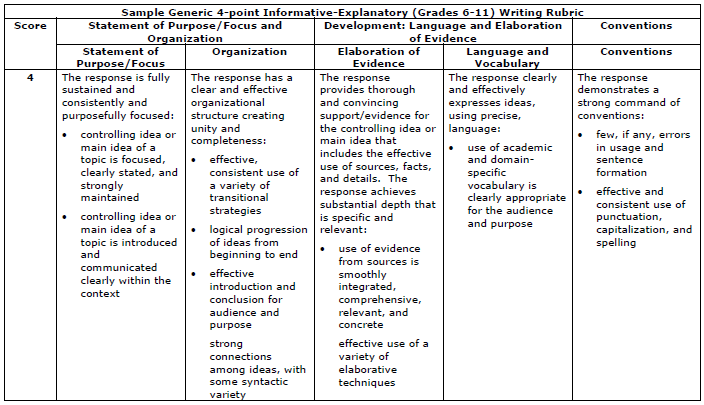 Sample Generic 4-point Informative-Explanatory (Grades 6-11) Writing Rubric
Score
Statement of Purpose/Focus and
Organization
Development: Language and Elaboration
of Evidence
Conventions
Statement of
Purpose/Focus
Organization
Elaboration of
Evidence
Language and
Vocabulary
Conventions
4
The response is fully
sustained and
consistently and
purposefully focused:
• controlling idea or
main idea of a
topic is focused,
clearly stated, and
strongly
maintained
• controlling idea or
main idea of a
topic is introduced
and
communicated
clearly within the
context
The response has a
clear and effective
organizational
structure creating
unity and
completeness:
• effective,
consistent use of
a variety of
transitional
strategies
• logical progression
of ideas from
beginning to end
• effective
introduction and
conclusion for
audience and
purpose
strong
connections
among ideas, with
some syntactic
variety
The response
provides thorough
and convincing
support/evidence for
the controlling idea or
main idea that
includes the effective
use of sources, facts,
and details. The
response achieves
substantial depth that
is specific and
relevant:
• use of evidence
from sources is
smoothly
integrated,
comprehensive,
relevant, and
concrete
effective use of a
variety of
elaborative
techniques
The response clearly
and effectively
expresses ideas,
using precise,
language:
• use of academic
and domain-
specific
vocabulary is
clearly appropriate
for the audience
and purpose
The response
demonstrates a
strong command of
conventions:
• few, if any, errors
in usage and
sentence
formation
• effective and
consistent use of
punctuation,
capitalization, and
spelling